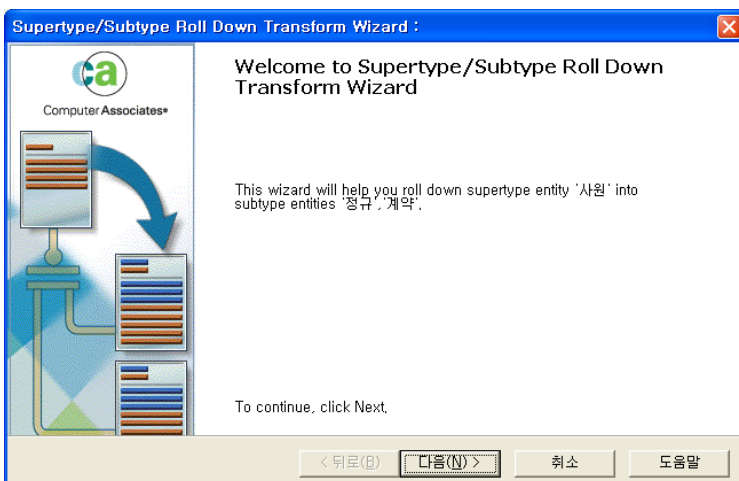 Supertype/Subtype Roll Down Transform Wizard :
ca
Computer Associates®
Welcome to Supertype/Subtype Roll Down
Transform Wizard
This wizard will help you roll down supertype entity '사원' into
subtype entities '정규','계약',
To continue, click Next,
< 뒤로(B)
다음(N) >
취소
도움말